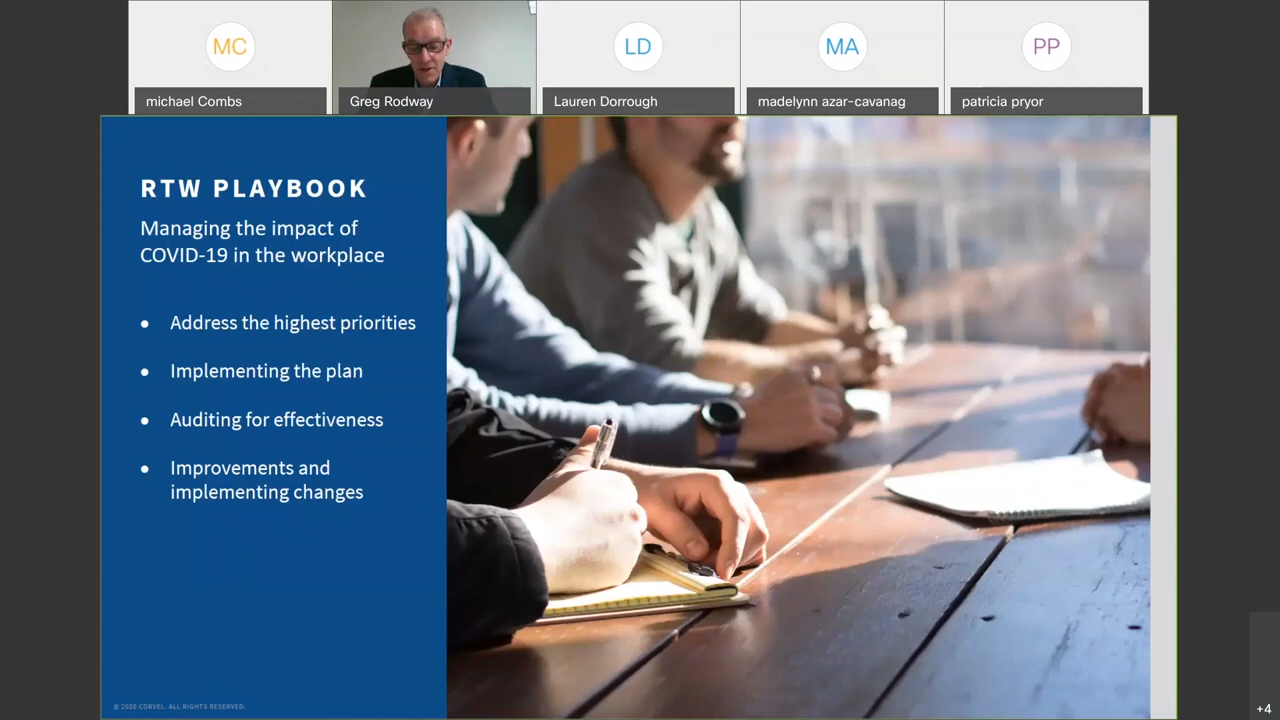 MC
LD
MA
PP
michael Combs
Greg Rodway
Lauren Dorrough
madelynn azar-cavanag
patricia pryor
RTW PLAYBOOK
Managing the impact of
COVID-19 in the workplace
• Address the highest priorities
• Implementing the plan
• Auditing for effectiveness
• Improvements and
implementing changes
© 2020 CORVEL. ALL RIGHTS RESERVED.
+4